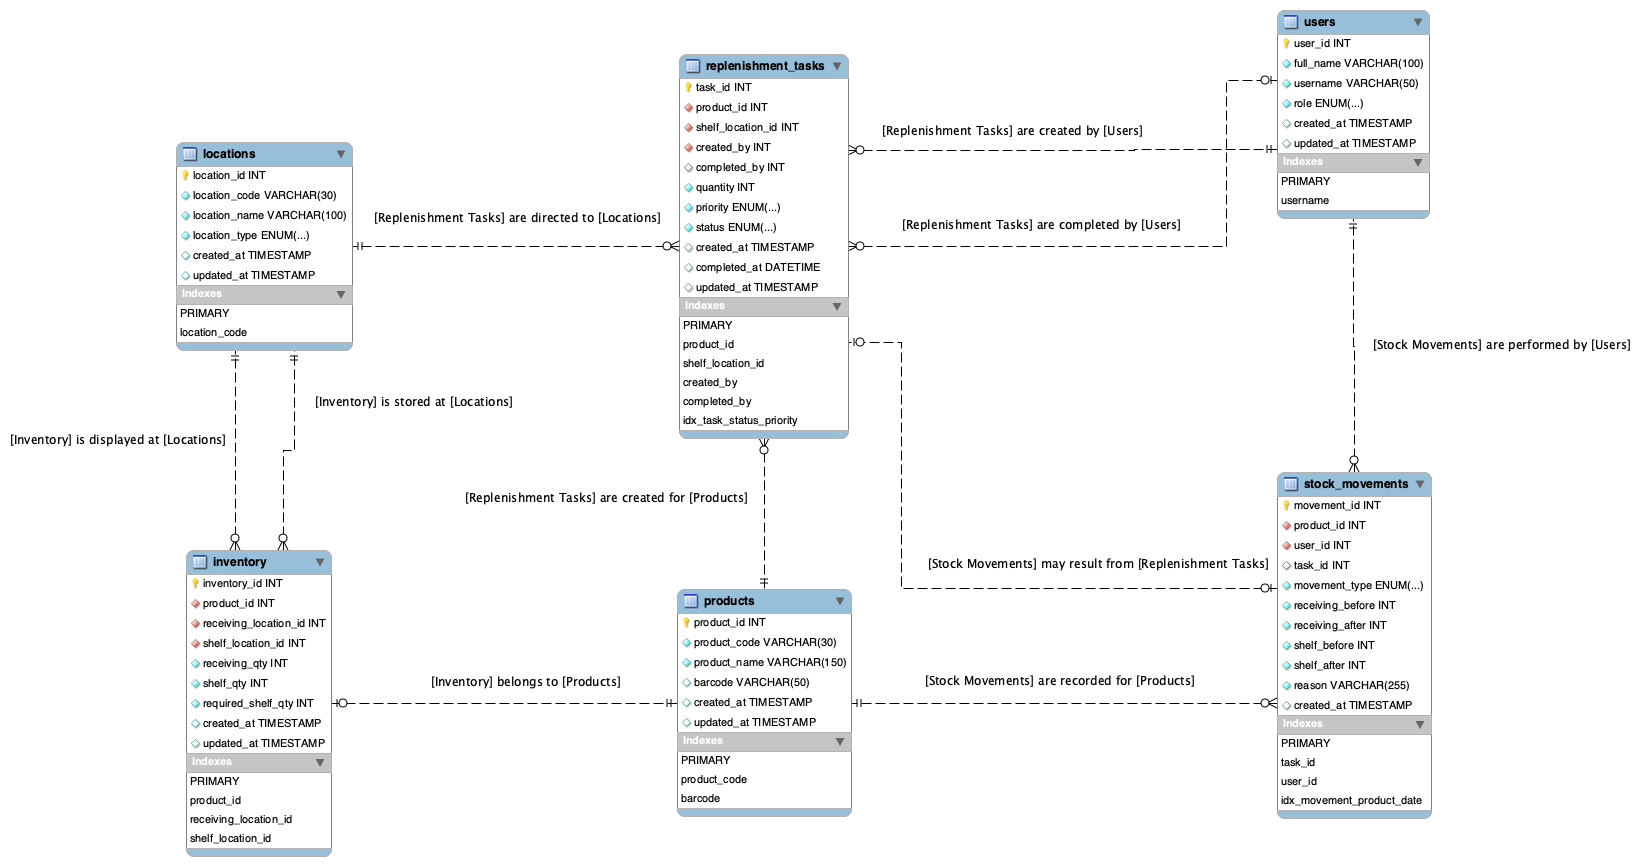 users
user_id INT
full_name VARCHAR(100)
username VARCHAR(50)
role ENUM(...)
created_at TIMESTAMP
updated_at TIMESTAMP
Indexes
PRIMARY
username
replenishment_tasks
task_id INT
product_id INT
shelf_location_id INT
created_by INT
completed_by INT
quantity INT
priority ENUM(...)
status ENUM(...)
created_at TIMESTAMP
completed_at DATETIME
updated_at TIMESTAMP
Indexes
PRIMARY
product_id
shelf_location_id
created_by
completed_by
idx_task_status_priority
[Replenishment Tasks] are created by [Users]
[Replenishment Tasks] are completed by [Users]
locations
location_id INT
location_code VARCHAR(30)
location_name VARCHAR(100)
location_type ENUM(...)
created_at TIMESTAMP
updated_at TIMESTAMP
Indexes
PRIMARY
location_code
[Replenishment Tasks] are directed to [Locations]
[Stock Movements] are performed by [Users]
[Inventory] is stored at [Locations]
[Inventory] is displayed at [Locations]
[Replenishment Tasks] are created for [Products]
[Stock Movements] may result from [Replenishment Tasks]
stock_movements
movement_id INT
product_id INT
user_id INT
task_id INT
movement_type ENUM(...)
receiving_before INT
receiving_after INT
shelf_before INT
shelf_after INT
reason VARCHAR(255)
created_at TIMESTAMP
Indexes
PRIMARY
task_id
user_id
idx_movement_product_date
inventory
inventory_id INT
product_id INT
receiving_location_id INT
shelf_location_id INT
receiving_qty INT
shelf_qty INT
required_shelf_qty INT
created_at TIMESTAMP
updated_at TIMESTAMP
Indexes
PRIMARY
product_id
receiving_location_id
shelf_location_id
[Inventory] belongs to [Products]
products
product_id INT
product_code VARCHAR(30)
product_name VARCHAR(150)
barcode VARCHAR(50)
created_at TIMESTAMP
updated_at TIMESTAMP
Indexes
PRIMARY
product_code
barcode
[Stock Movements] are recorded for [Products]